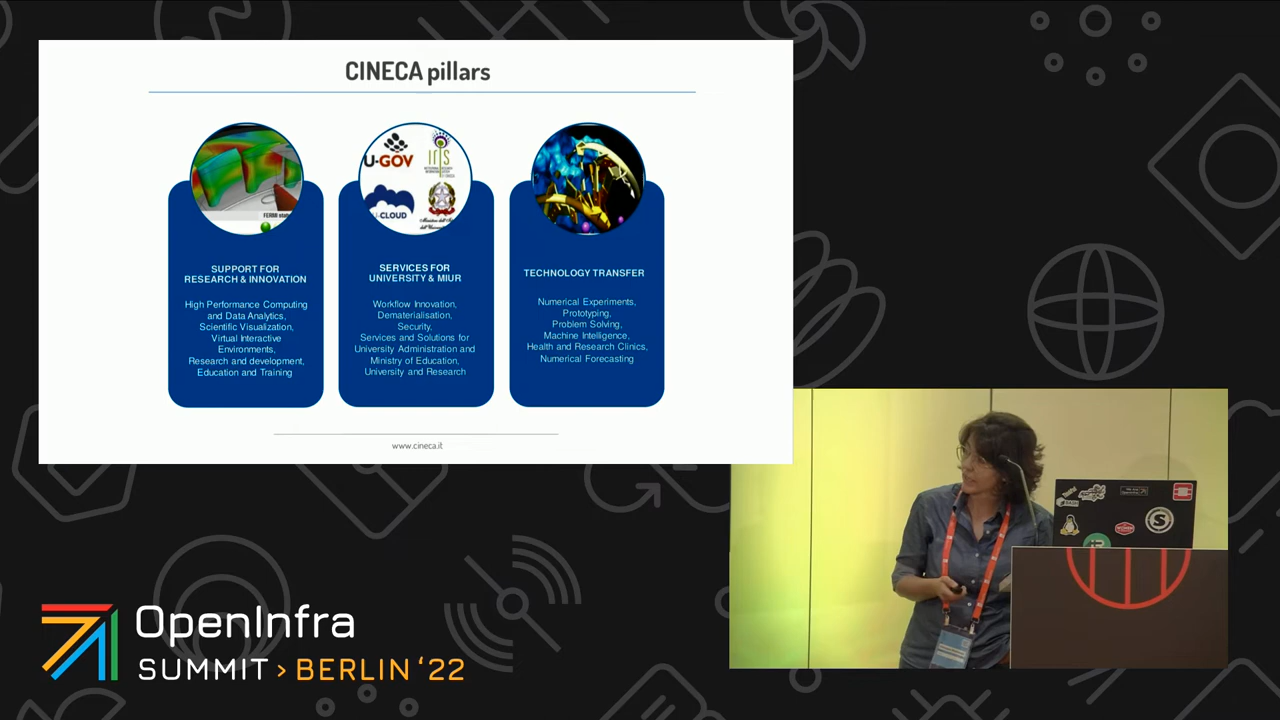 CINECA pillars
U-GOV
CLOUD
FERMI
SUPPORT FOR
RESEARCH & INNOVATION
High Performance Computing
and Data Analytics,
Scientific Visualization,
Virtual Interactive
Environments,
Research and development,
Education and Training
SERVICES FOR
UNIVERSITY & MIUR
Workflow Innovation,
Dematerialisation,
Security,
Services and Solutions for
University Administration and
Ministry of Education,
University and Research
TECHNOLOGY TRANSFER
Numerical Experiments,
Prototyping,
Problem Solving,
Machine Intelligence,
Health and Research Clinics,
Numerical Forecasting
www.cineca.it
OpenInfra
SUMMIT > BERLIN '22